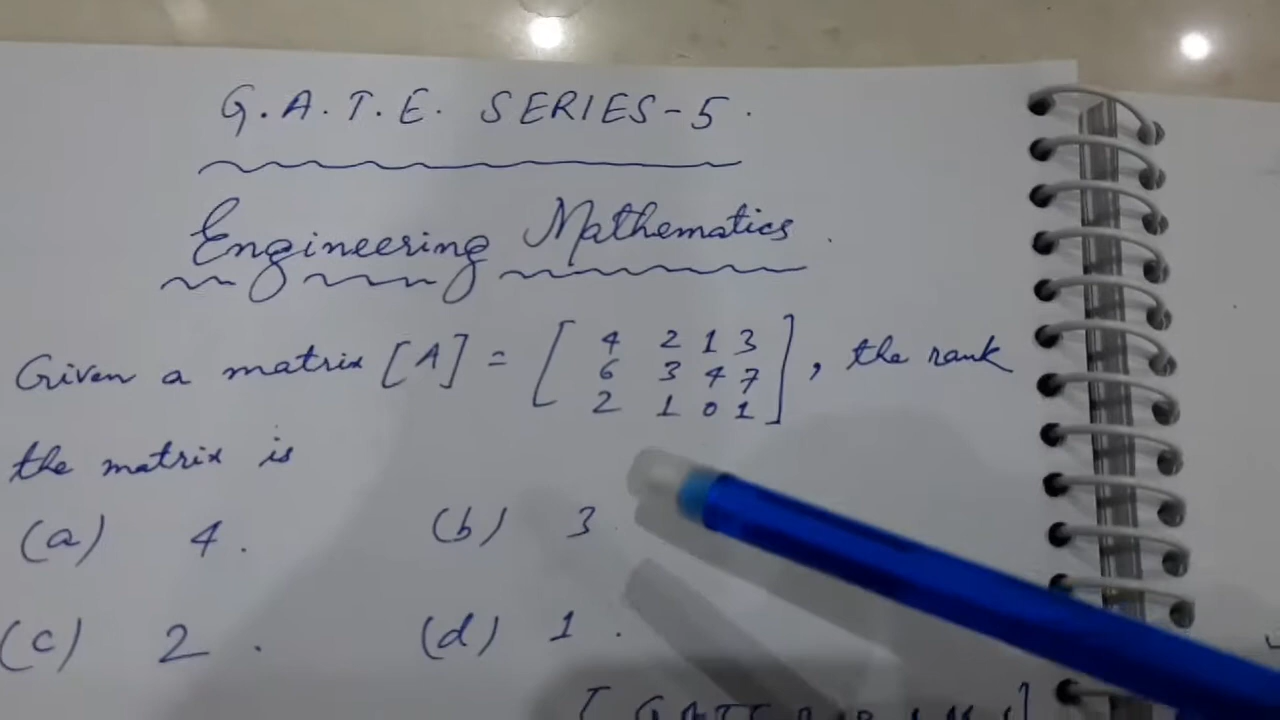 G.A.T.E. SERIES-5.
Engineering Mathematics.
Given a matrix [A] = [ 4 2 1 3
6 3 4 7
2 1 0 1 ], the rank
the matrix is
(a) 4. (b) 3
(c) 2. (d) 1.